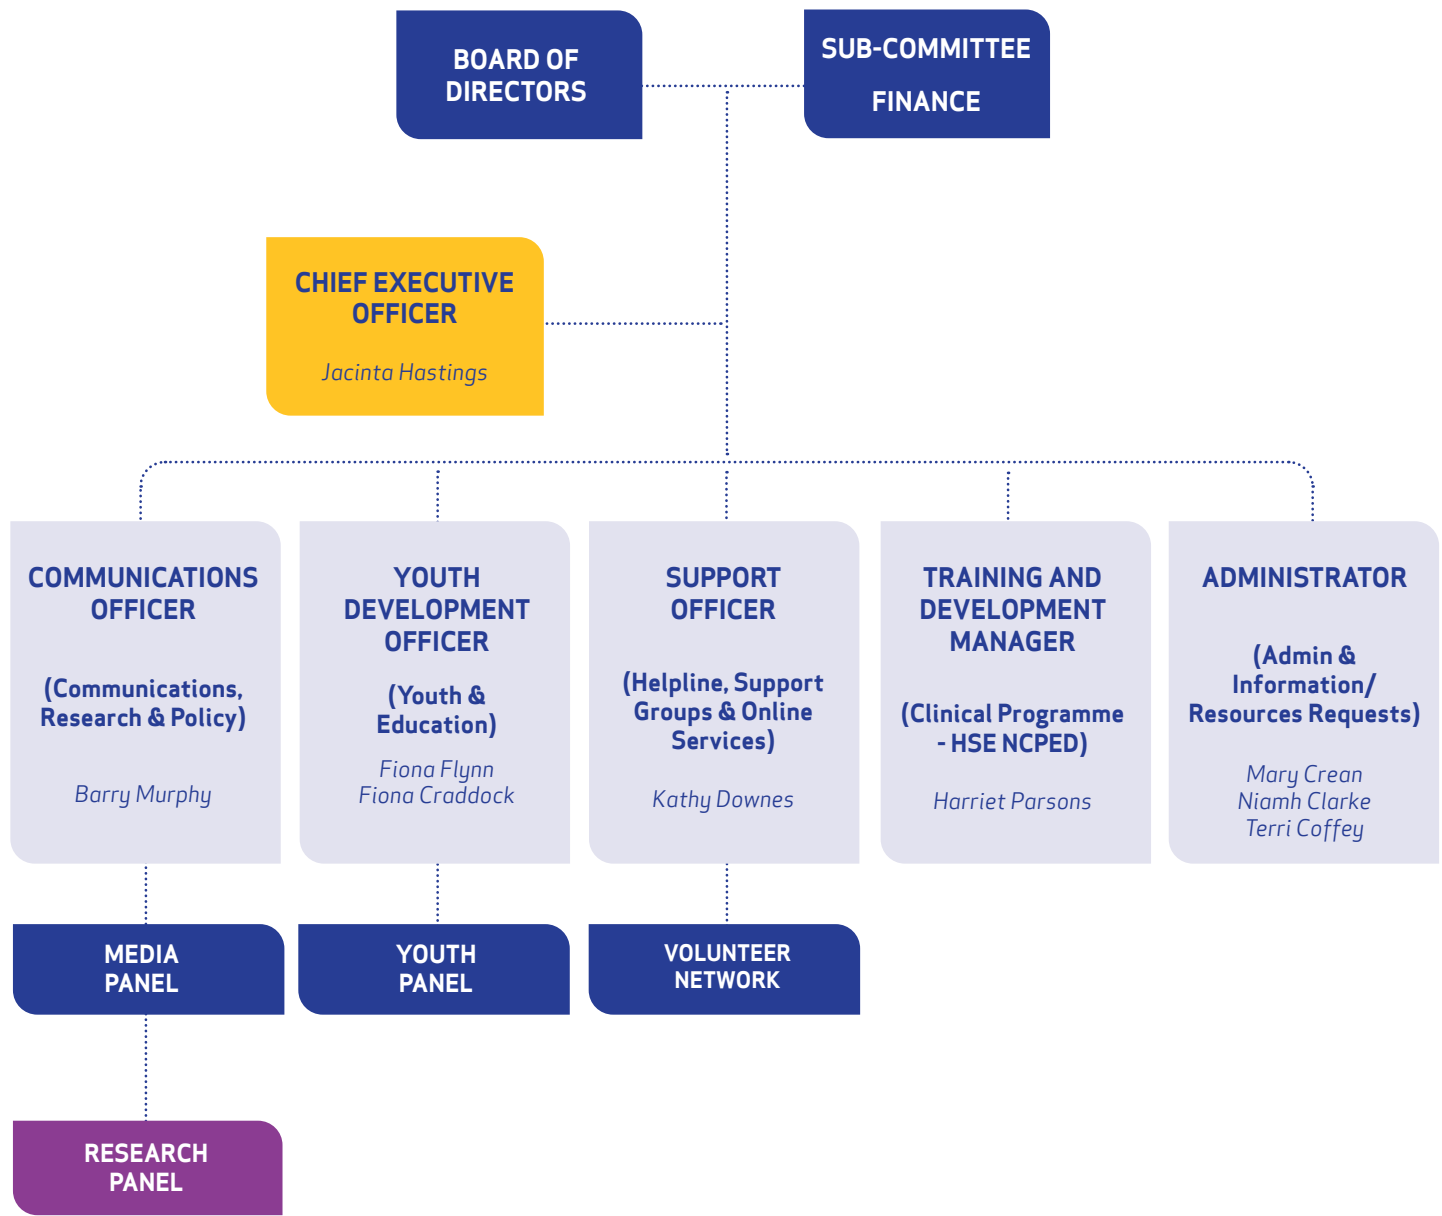 BOARD OF
DIRECTORS
SUB-COMMITTEE
FINANCE
CHIEF EXECUTIVE
OFFICER
Jacinta Hastings
COMMUNICATIONS
OFFICER
(Communications,
Research & Policy)
Barry Murphy
YOUTH
DEVELOPMENT
OFFICER
(Youth &
Education)
Fiona Flynn
Fiona Craddock
SUPPORT
OFFICER
(Helpline, Support
Groups & Online
Services)
Kathy Downes
TRAINING AND
DEVELOPMENT
MANAGER
(Clinical Programme
- HSE NCPED)
Harriet Parsons
ADMINISTRATOR
(Admin &
Information/
Resources Requests)
Mary Crean
Niamh Clarke
Terri Coffey
MEDIA
PANEL
YOUTH
PANEL
VOLUNTEER
NETWORK
RESEARCH
PANEL